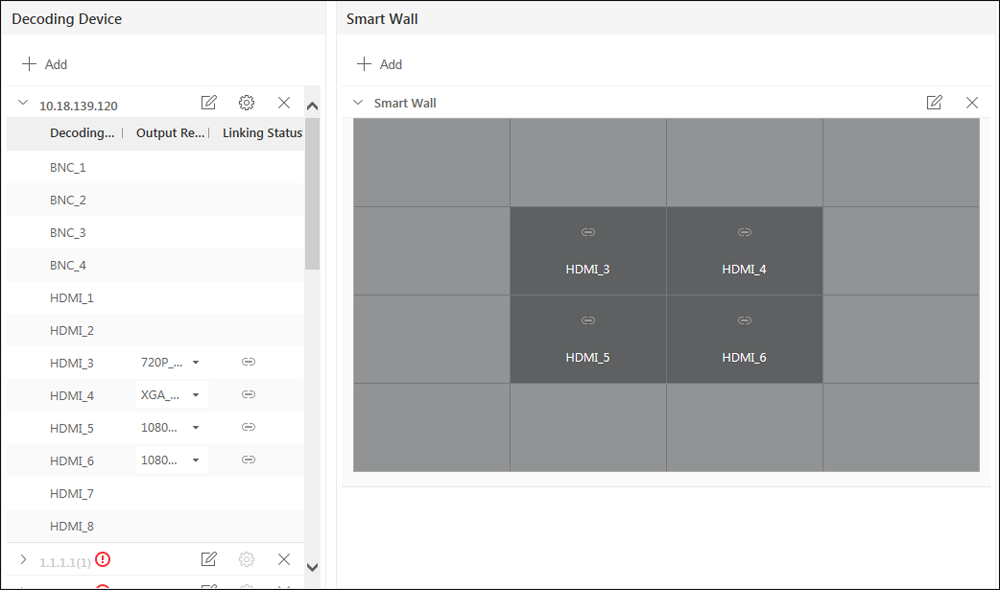 Decoding Device
Add
10.18.139.120
Decoding... | Output Re... | Linking Status
BNC_1
BNC_2
BNC_3
BNC_4
HDMI_1
HDMI_2
HDMI_3 720P_...
HDMI_4 XGA_...
HDMI_5 1080...
HDMI_6 1080...
HDMI_7
HDMI_8
1.1.1.1(1)
Smart Wall
Add
Smart Wall
HDMI_3 HDMI_4
HDMI_5 HDMI_6